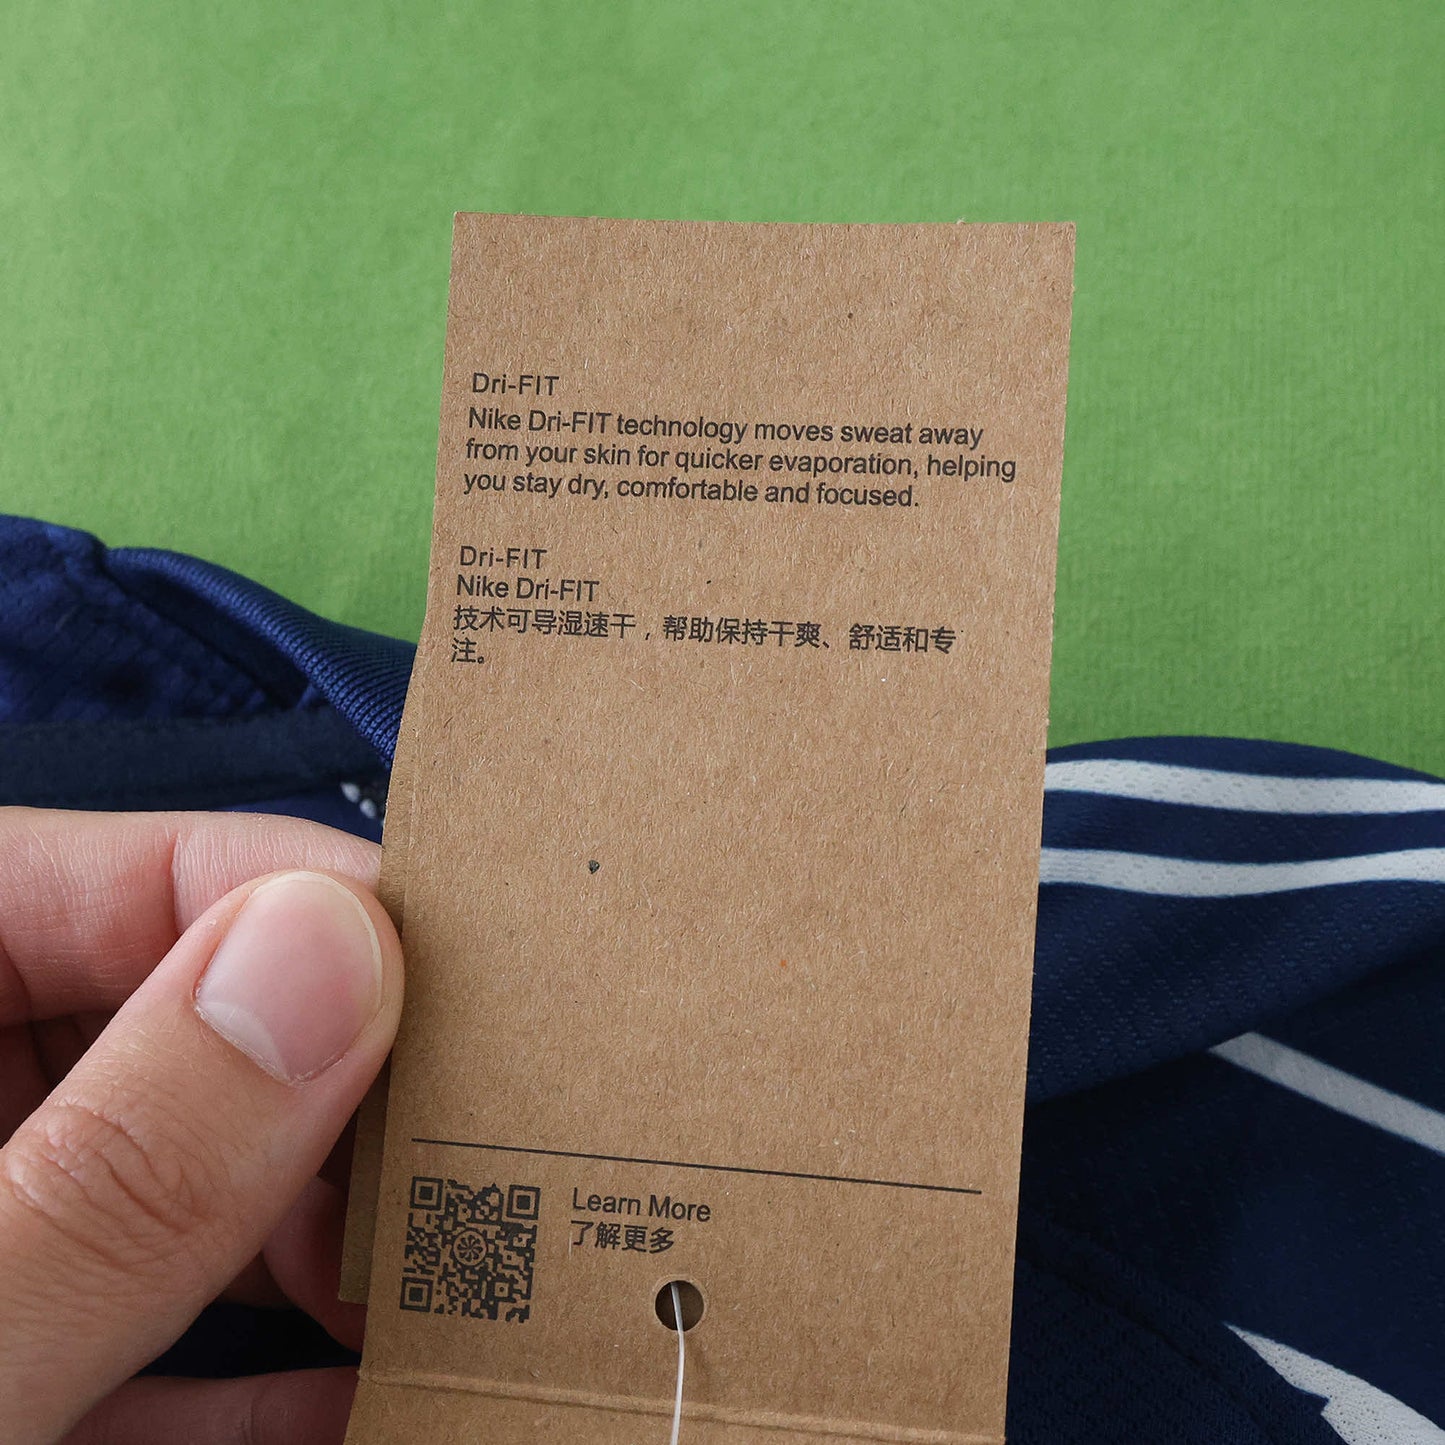 Dri-FIT
Nike Dri-FIT technology moves sweat away
from your skin for quicker evaporation, helping
you stay dry, comfortable and focused.
Dri-FIT
Nike Dri-FIT
技术可导湿速干，帮助保持干爽、舒适和专
注。
Learn More
了解更多